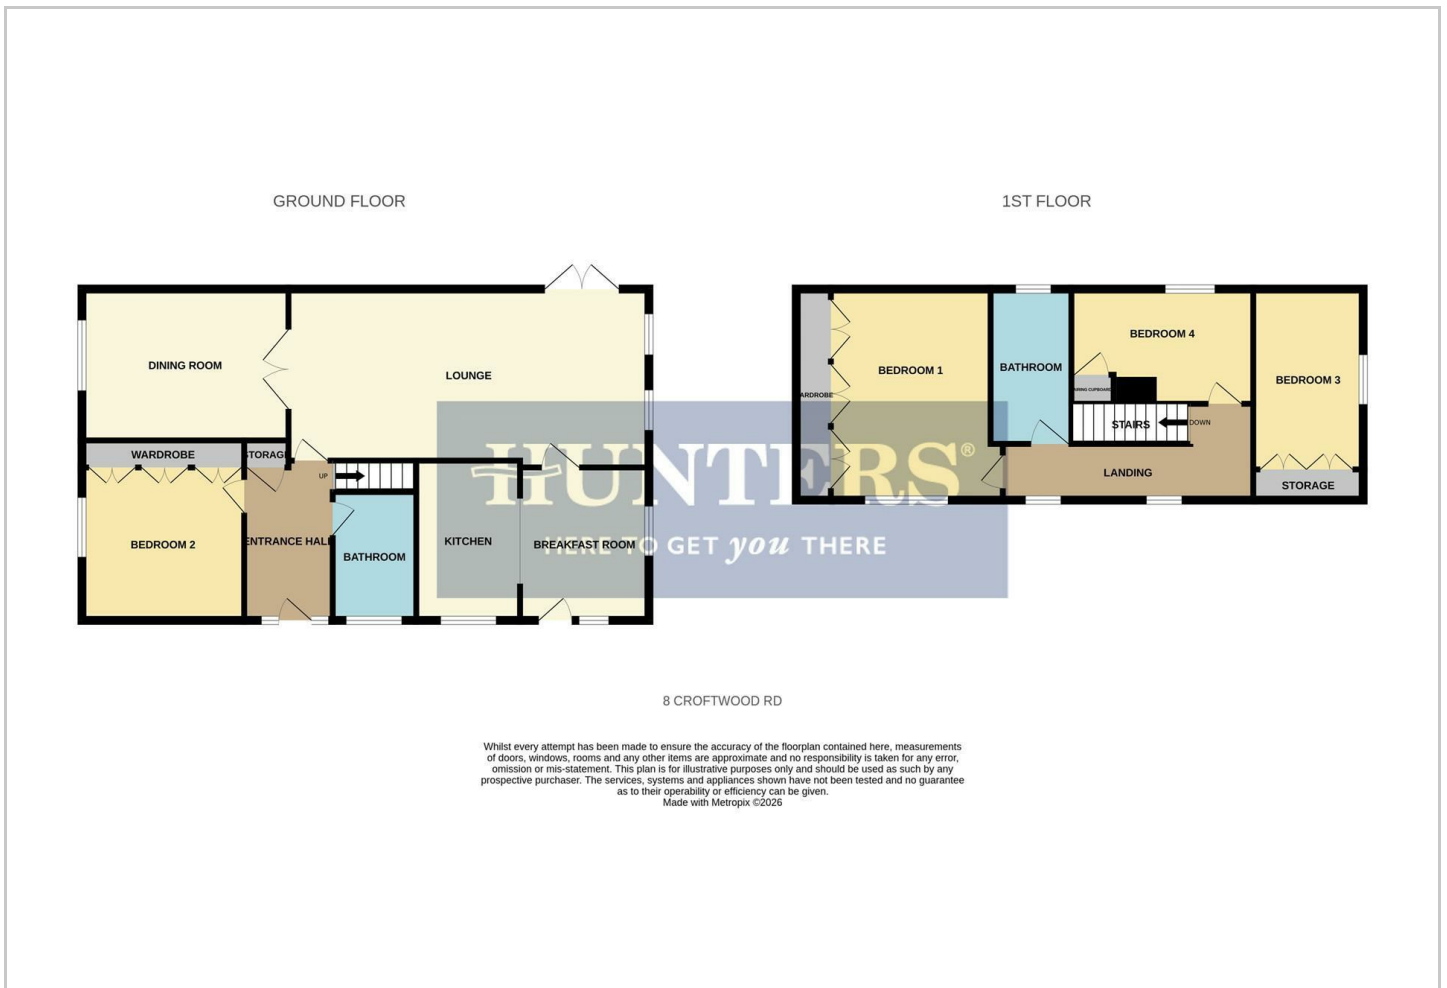 GROUND FLOOR
1ST FLOOR
DINING ROOM
LOUNGE
WARDROBE
STORAGE
UP
BEDROOM 2
ENTRANCE HALL
BATHROOM
KITCHEN
BREAKFAST ROOM
BEDROOM 1
WARDROBE
BATHROOM
BEDROOM 4
AIRING CUPBOARD
STAIRS
DOWN
LANDING
BEDROOM 3
STORAGE
HUNTERS®
HERE TO GET you THERE
8 CROFTWOOD RD
Whilst every attempt has been made to ensure the accuracy of the floorplan contained here, measurements
of doors, windows, rooms and any other items are approximate and no responsibility is taken for any error,
omission or mis-statement. This plan is for illustrative purposes only and should be used as such by any
prospective purchaser. The services, systems and appliances shown have not been tested and no guarantee
as to their operability or efficiency can be given.
Made with Metropix ©2026